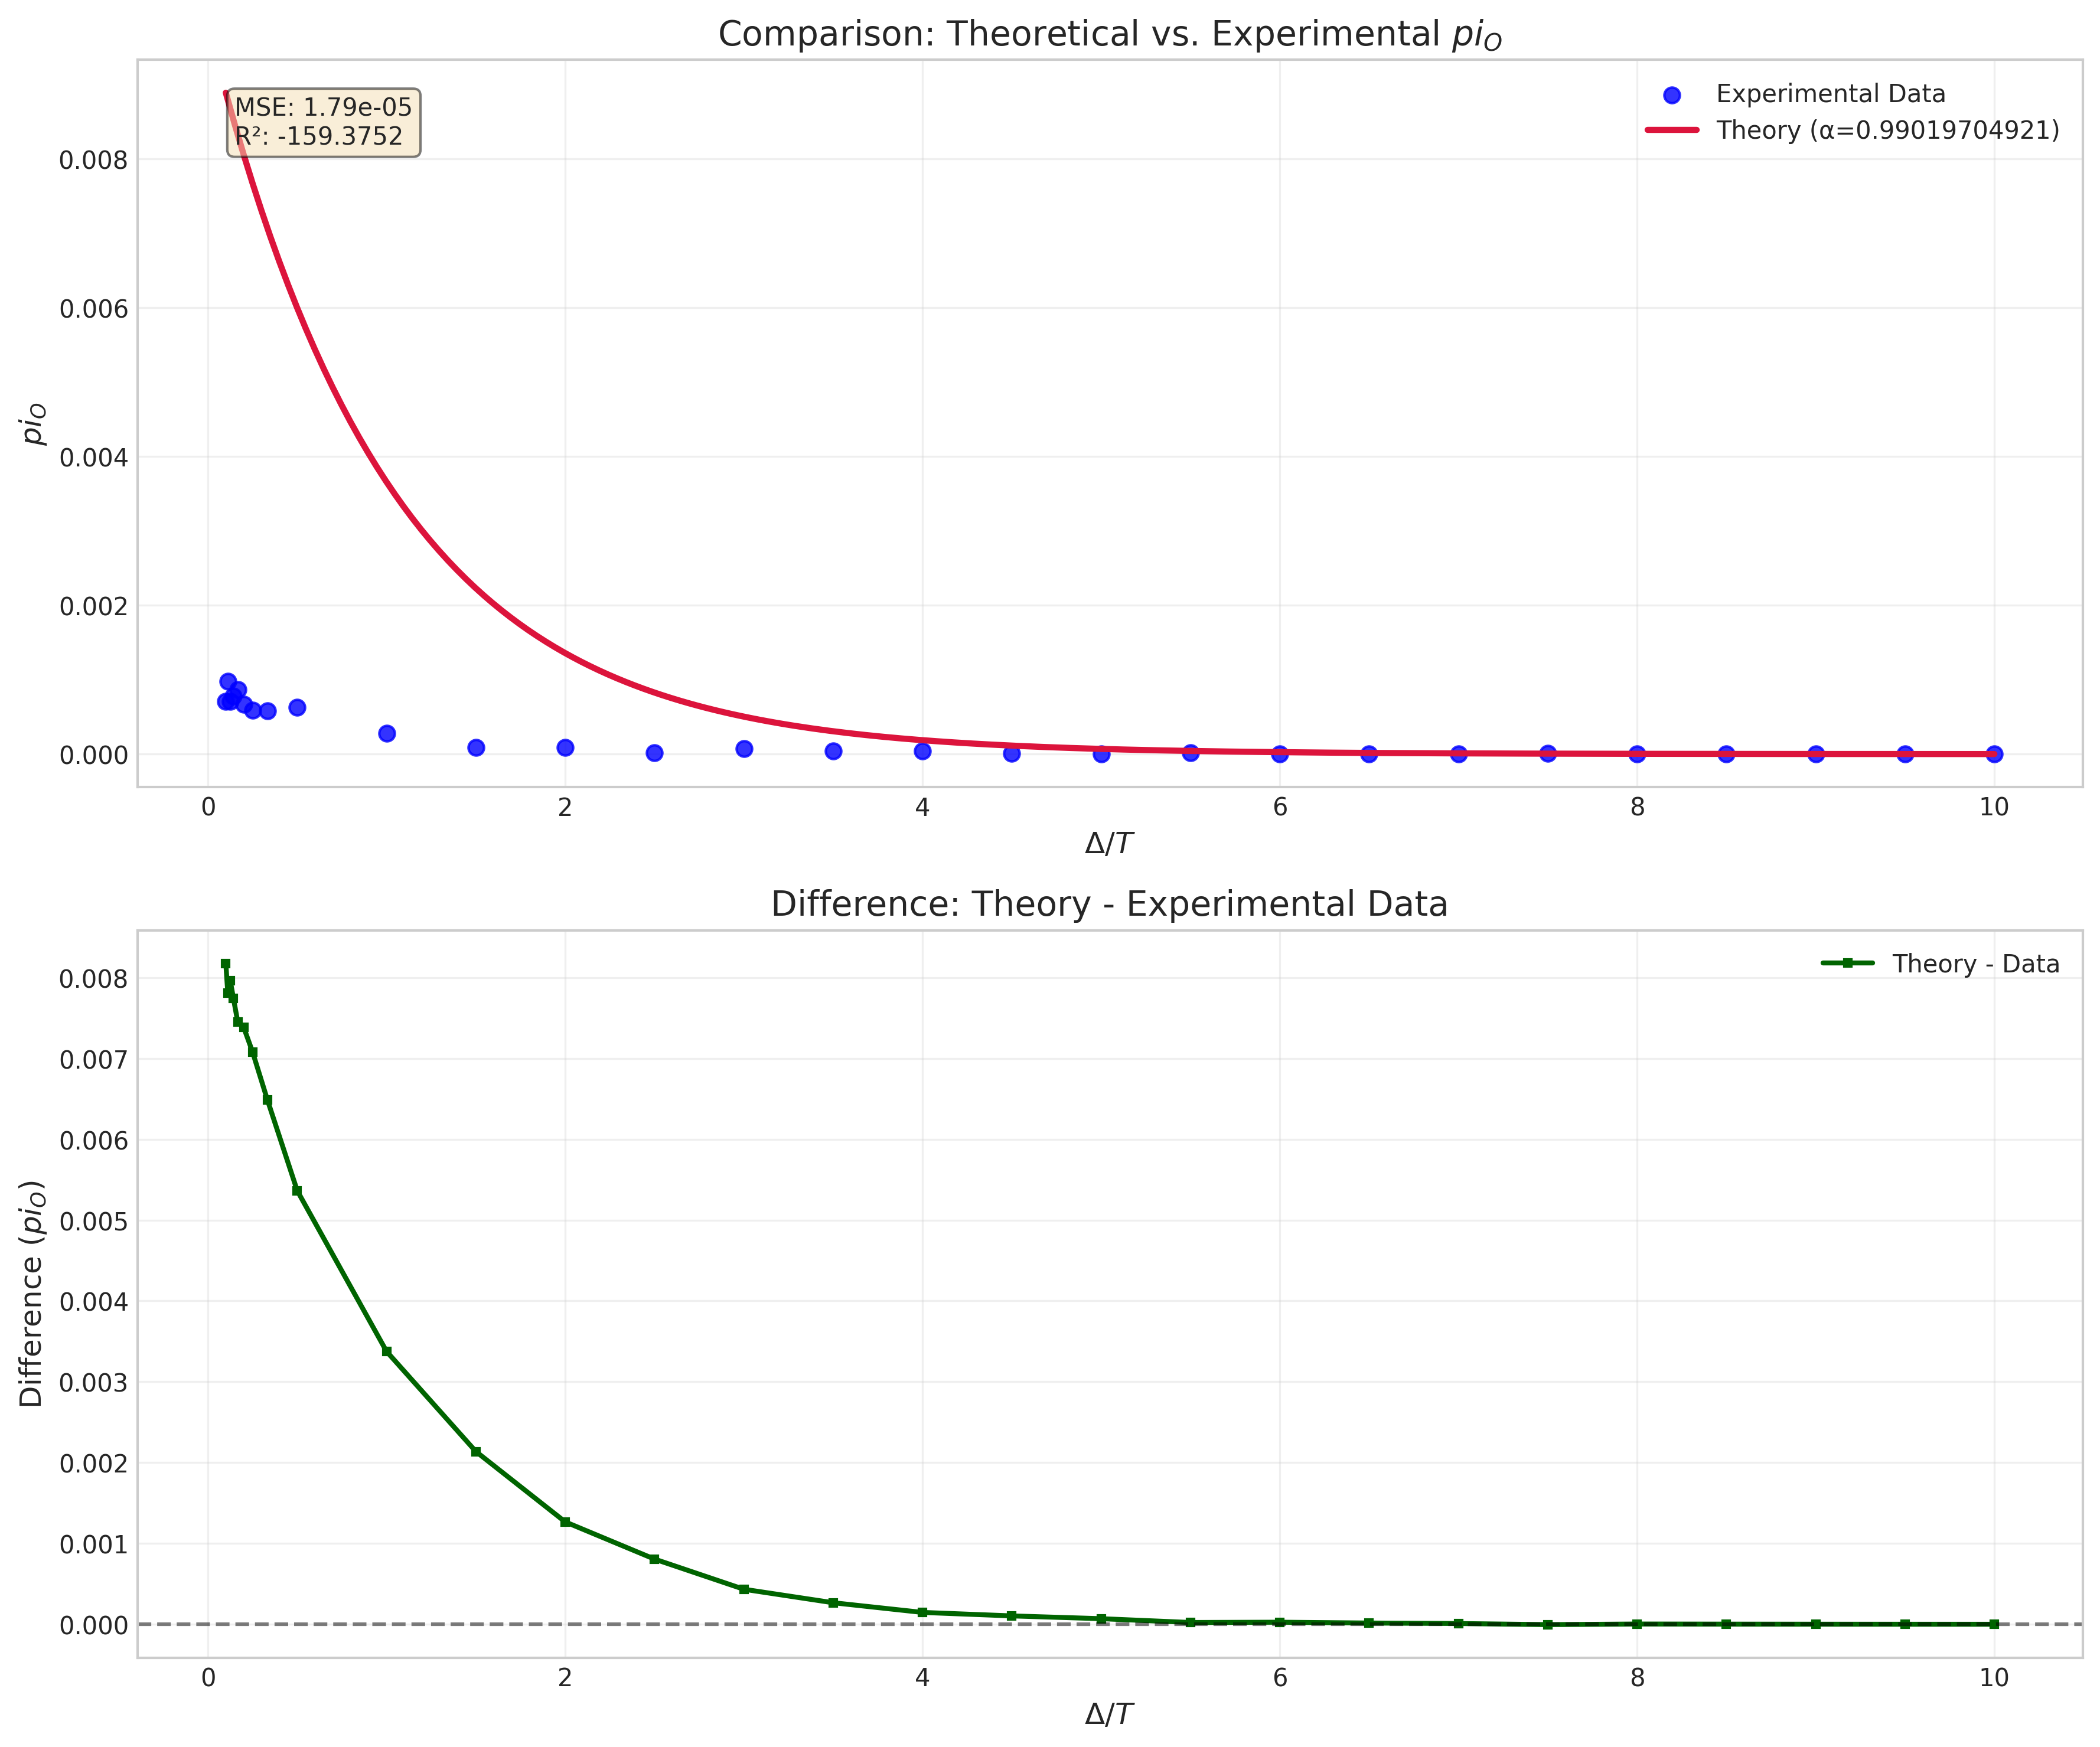 Comparison: Theoretical vs. Experimental pi_O
MSE: 1.79e-05
R²: -159.3752
Experimental Data
Theory (α=0.99019704921)
pi_O
0.008
0.006
0.004
0.002
0.000
0 2 4 6 8 10
Δ/T
Difference: Theory - Experimental Data
Theory - Data
Difference (pi_O)
0.008
0.007
0.006
0.005
0.004
0.003
0.002
0.001
0.000
0 2 4 6 8 10
Δ/T